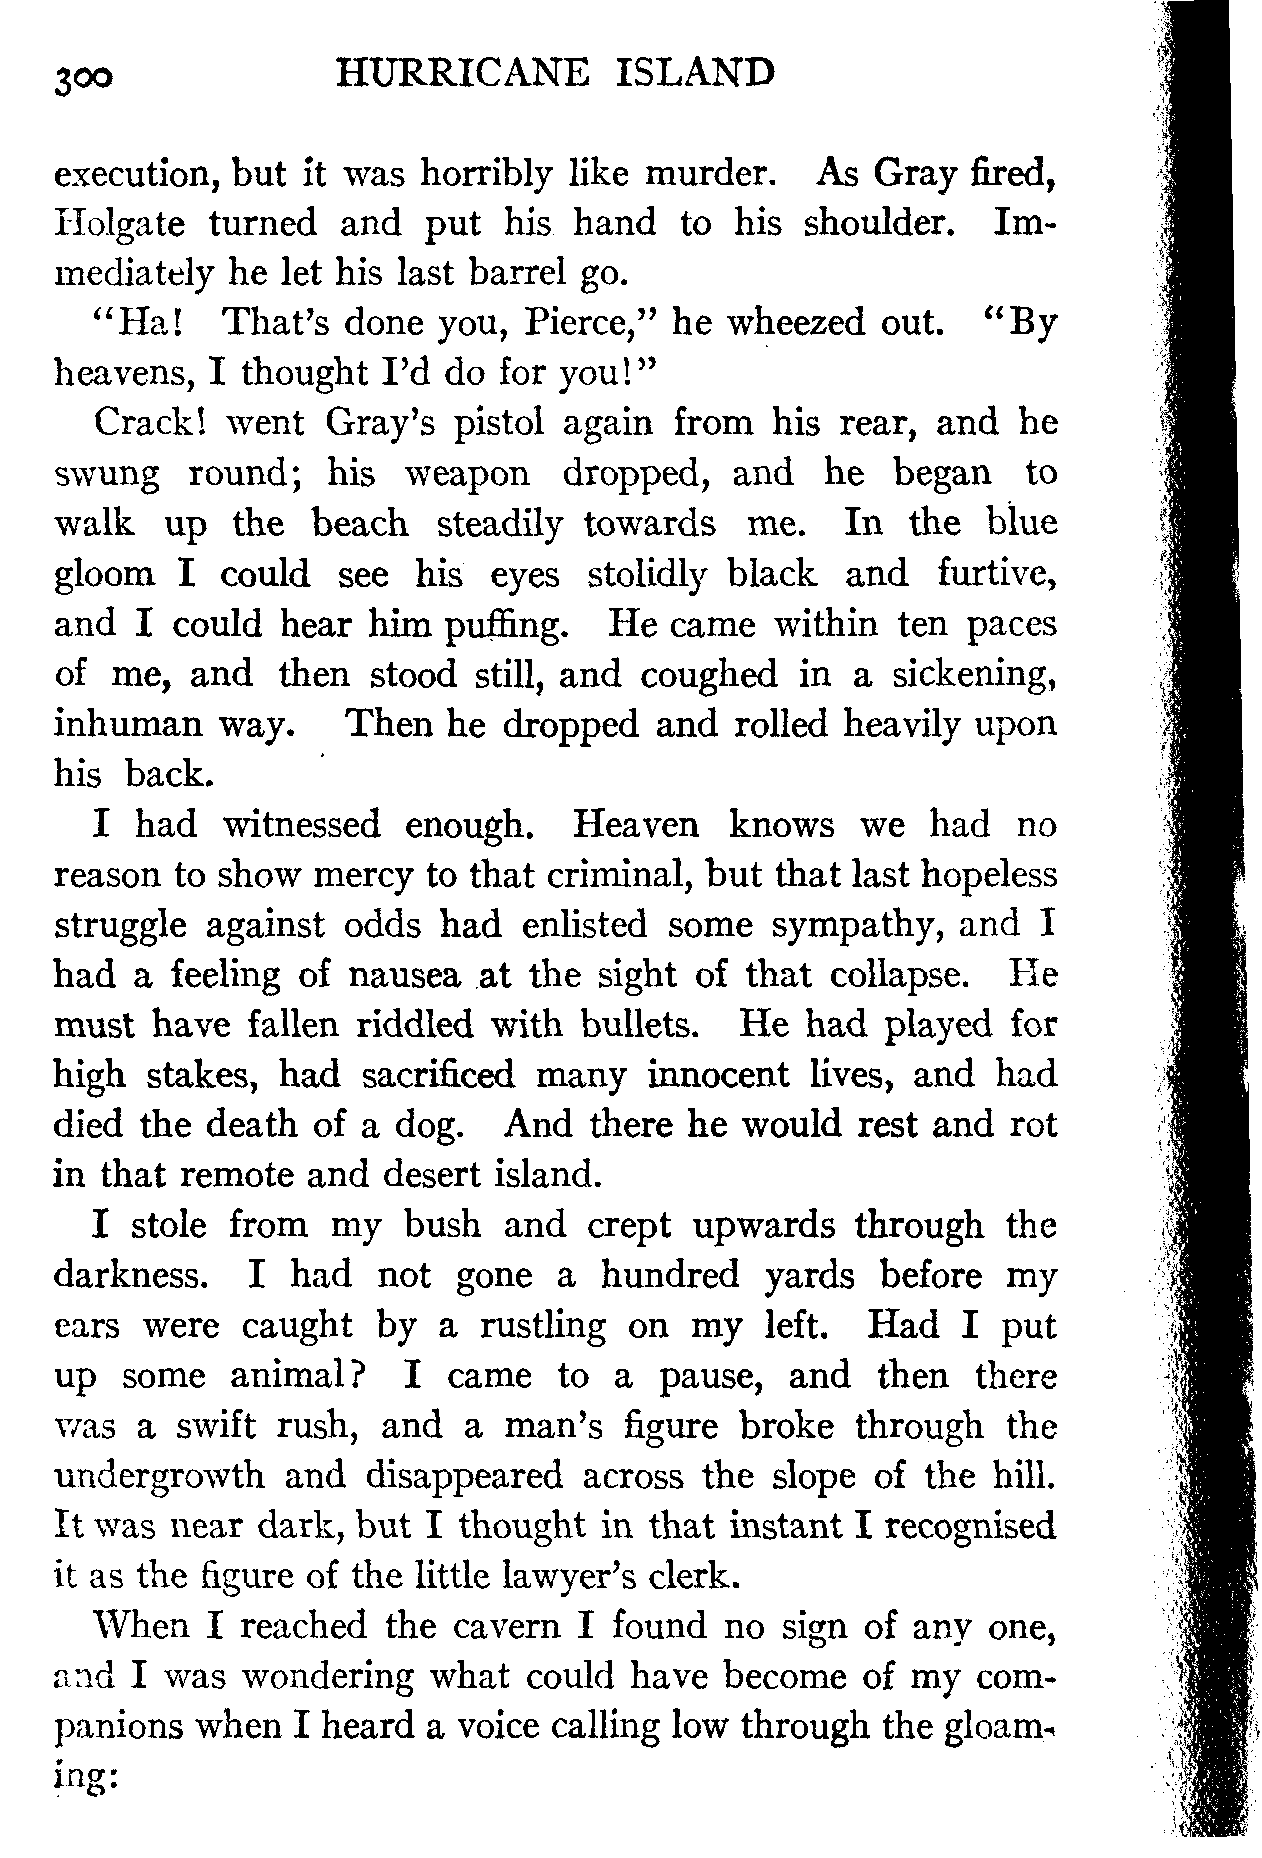 300 HURRICANE ISLAND
execution, but it was horribly like murder. As Gray fired,
Holgate turned and put his hand to his shoulder. Im-
mediately he let his last barrel go.
"Ha! That's done you, Pierce," he wheezed out. "By
heavens, I thought I'd do for you!"
Crack! went Gray's pistol again from his rear, and he
swung round; his weapon dropped, and he began to
walk up the beach steadily towards me. In the blue
gloom I could see his eyes stolidly black and furtive,
and I could hear him puffing. He came within ten paces
of me, and then stood still, and coughed in a sickening,
inhuman way. Then he dropped and rolled heavily upon
his back.
I had witnessed enough. Heaven knows we had no
reason to show mercy to that criminal, but that last hopeless
struggle against odds had enlisted some sympathy, and I
had a feeling of nausea at the sight of that collapse. He
must have fallen riddled with bullets. He had played for
high stakes, had sacrificed many innocent lives, and had
died the death of a dog. And there he would rest and rot
in that remote and desert island.
I stole from my bush and crept upwards through the
darkness. I had not gone a hundred yards before my
ears were caught by a rustling on my left. Had I put
up some animal? I came to a pause, and then there
was a swift rush, and a man's figure broke through the
undergrowth and disappeared across the slope of the hill.
It was near dark, but I thought in that instant I recognised
it as the figure of the little lawyer's clerk.
When I reached the cavern I found no sign of any one,
and I was wondering what could have become of my com-
panions when I heard a voice calling low through the gloam-
ing: